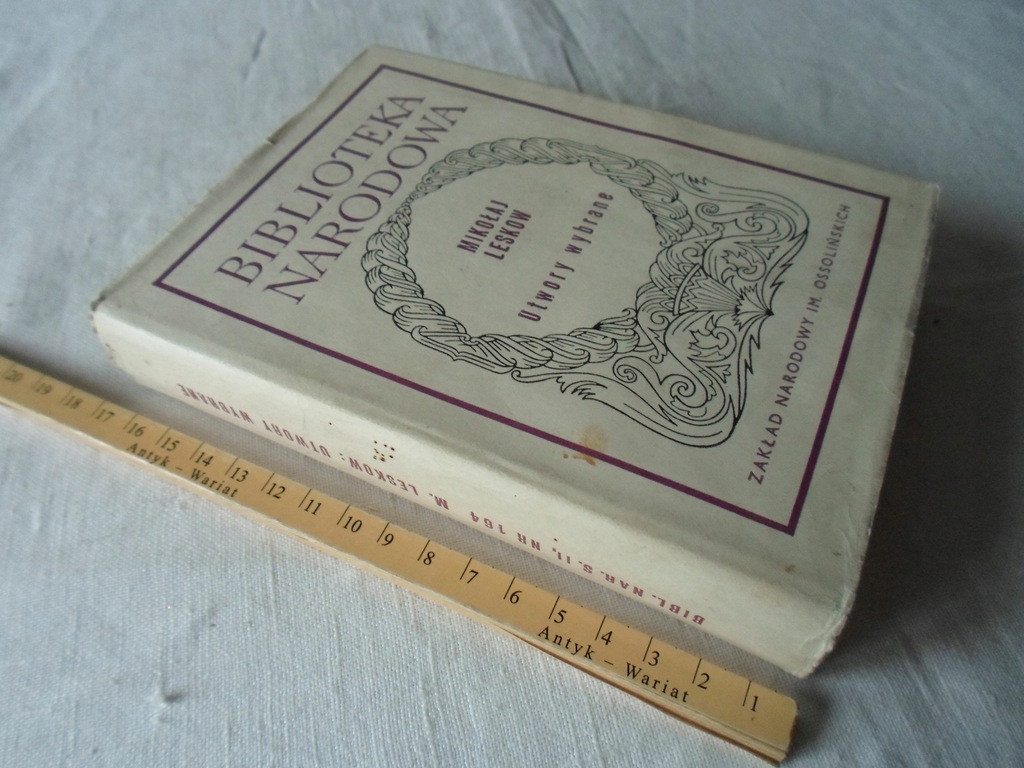 BIBLIOTEKA
NARODOWA
MIKOŁAJ
LESKOW
Utwory wybrane
ZAKŁAD NARODOWY IM. OSSOLIŃSKICH
BIBL. NAR. S. II, NR 164 M. LESKOW: UTWORY WYBRANE
20 19 18 17 16 15 14 13 12 11 10 9 8 7 6 5 4 3 2 1
Antyk – Wariat
Antyk – Wariat